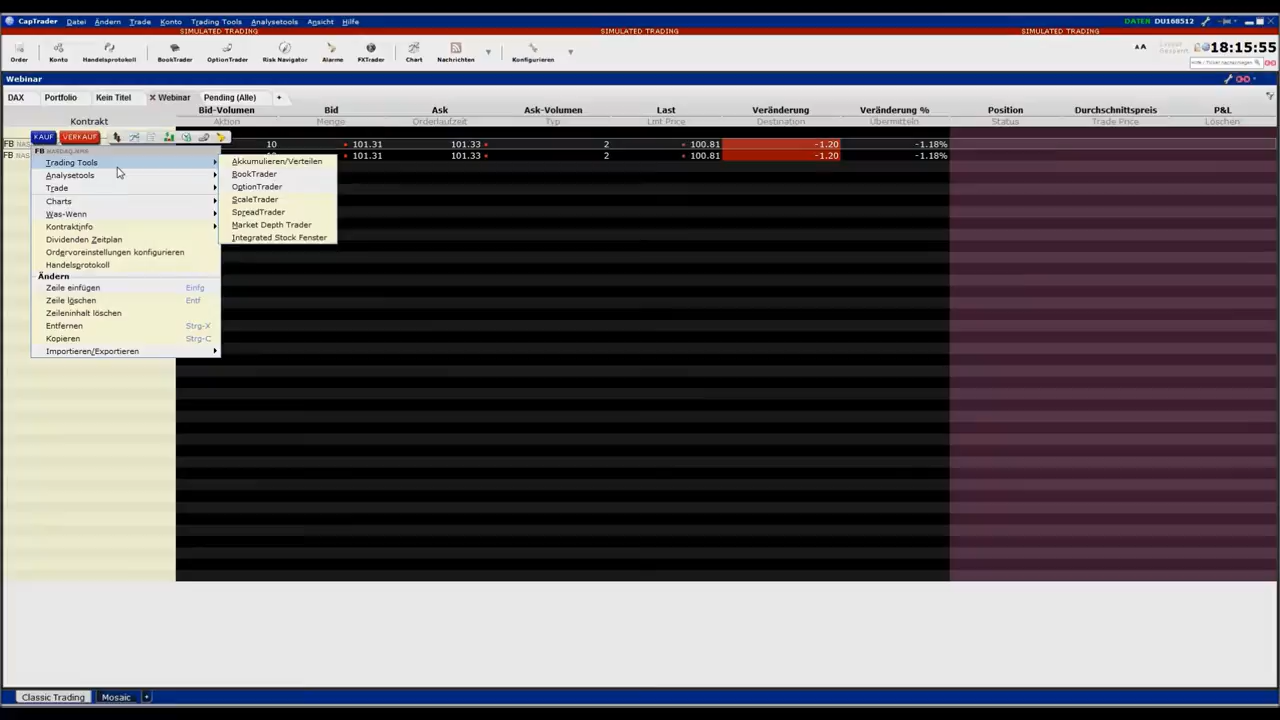 CapTrader Datei Ändern Trade Konto Trading Tools Analysetools Ansicht Hilfe DATEN DU168512
SIMULATED TRADING SIMULATED TRADING SIMULATED TRADING
Order Konto Handelsprotokoll BookTrader OptionTrader Risk Navigator Alarme FXTrader Chart Nachrichten Konfigurieren AA 18:15:55
Webinar
DAX Portfolio Kein Titel X Webinar Pending (Alle) +
Bid-Volumen Bid Ask Ask-Volumen Last Veränderung Veränderung % Position Durchschnittspreis P&L
Kontrakt Aktion Menge Orderlaufzeit Typ Lmt Price Destination Übermitteln Status Trade Price Löschen
KAUF VERKAUF
FB 10 101.31 101.33 2 100.81 -1.20 -1.18%
FB 101.31 101.33 2 100.81 -1.20 -1.18%
FB
Trading Tools
Analysetools
Trade
Charts
Was-Wenn
Kontraktinfo
Dividenden Zeitplan
Ordervoreinstellungen konfigurieren
Handelsprotokoll
Ändern
Zeile einfügen Einfg
Zeile löschen Entf
Zeileninhalt löschen
Entfernen Strg-X
Kopieren Strg-C
Importieren/Exportieren
Akkumulieren/Verteilen
BookTrader
OptionTrader
ScaleTrader
SpreadTrader
Market Depth Trader
Integrated Stock Fenster
Classic Trading Mosaic +